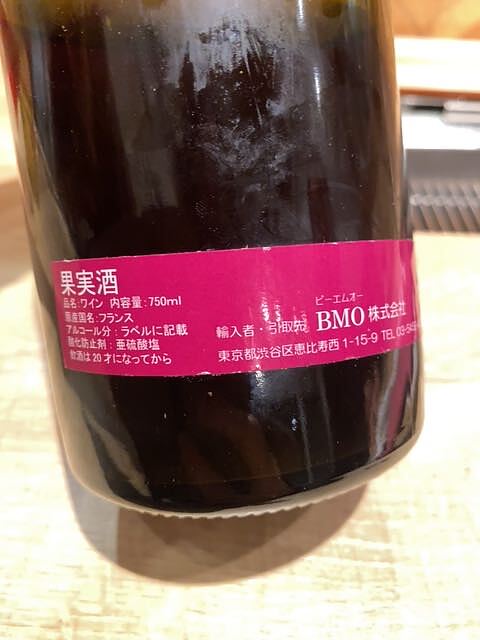 果実酒
品名:ワイン 内容量:750ml
原産国名:フランス
アルコール分:ラベルに記載
酸化防止剤:亜硫酸塩
飲酒は20才になってから
ビーエムオー
輸入者・引取先 BMO 株式会社
東京都渋谷区恵比寿西1-15-9 TEL 03-